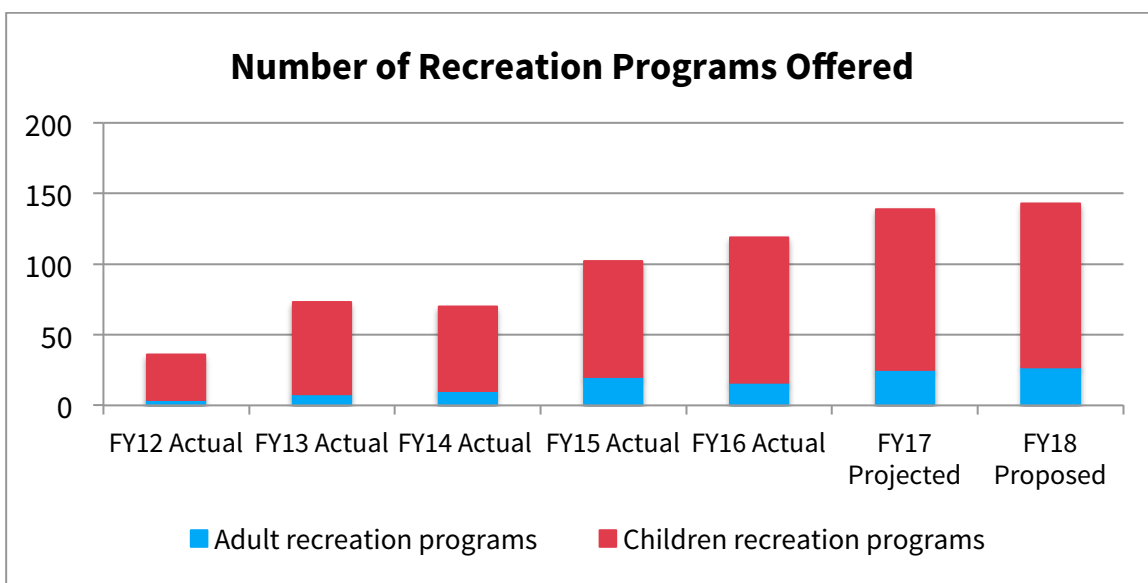 Number of Recreation Programs Offered
200
150
100
50
0
FY12 Actual FY13 Actual FY14 Actual FY15 Actual FY16 Actual FY17 Projected FY18 Proposed
Adult recreation programs Children recreation programs